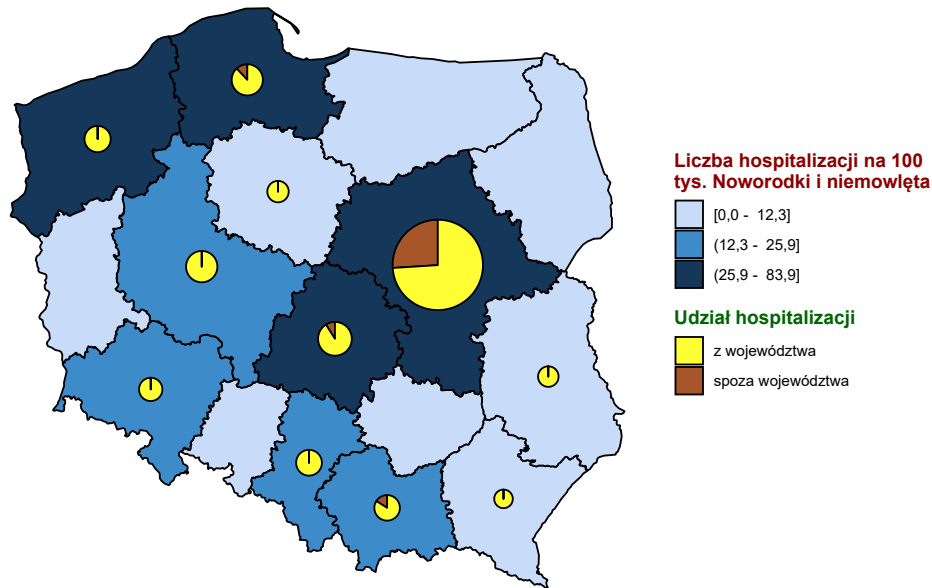 Liczba hospitalizacji na 100
tys. Noworodki i niemowlęta
[0,0 - 12,3]
(12,3 - 25,9]
(25,9 - 83,9]
Udział hospitalizacji
z województwa
spoza województwa